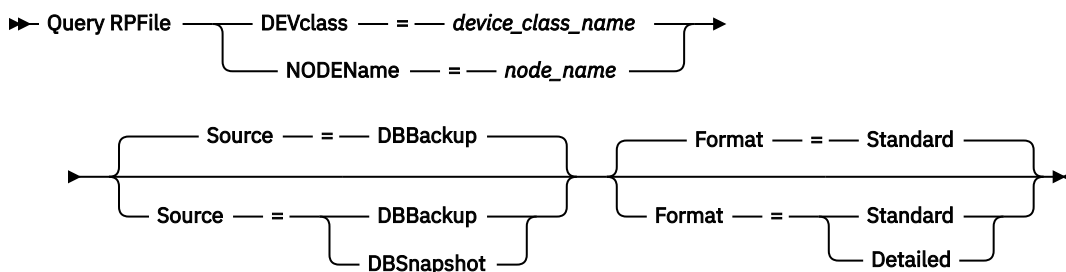 Query RPFile DEVclass = device_class_name
NODEName = node_name
Source = DBBackup Format = Standard
Source = DBBackup Format = Standard
DBSnapshot Detailed